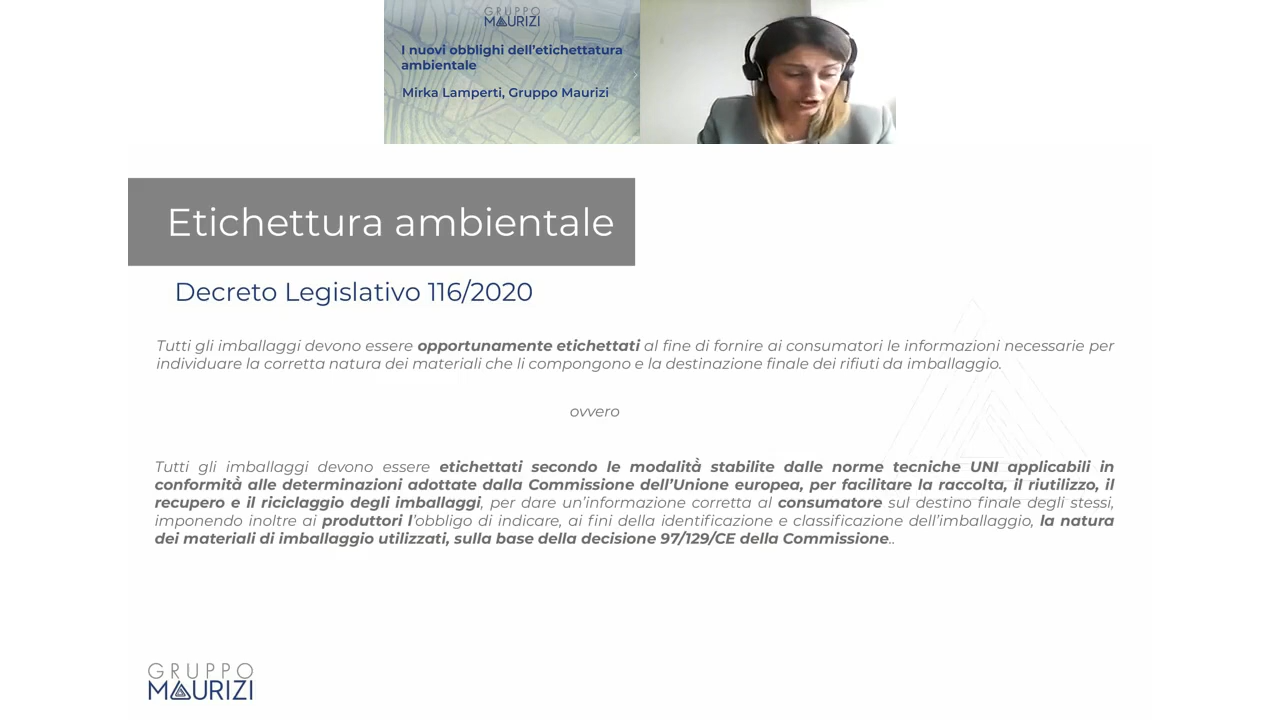 GRUPPO
MAURIZI
I nuovi obblighi dell'etichettatura
ambientale
Mirka Lamperti, Gruppo Maurizi
Etichettura ambientale
Decreto Legislativo 116/2020
Tutti gli imballaggi devono essere opportunamente etichettati al fine di fornire ai consumatori le informazioni necessarie per
individuare la corretta natura dei materiali che li compongono e la destinazione finale dei rifiuti da imballaggio.
ovvero
Tutti gli imballaggi devono essere etichettati secondo le modalità stabilite dalle norme tecniche UNI applicabili in
conformità alle determinazioni adottate dalla Commissione dell'Unione europea, per facilitare la raccolta, il riutilizzo, il
recupero e il riciclaggio degli imballaggi, per dare un'informazione corretta al consumatore sul destino finale degli stessi,
imponendo inoltre ai produttori l'obbligo di indicare, ai fini della identificazione e classificazione dell'imballaggio, la natura
dei materiali di imballaggio utilizzati, sulla base della decisione 97/129/CE della Commissione..
GRUPPO
MAURIZI